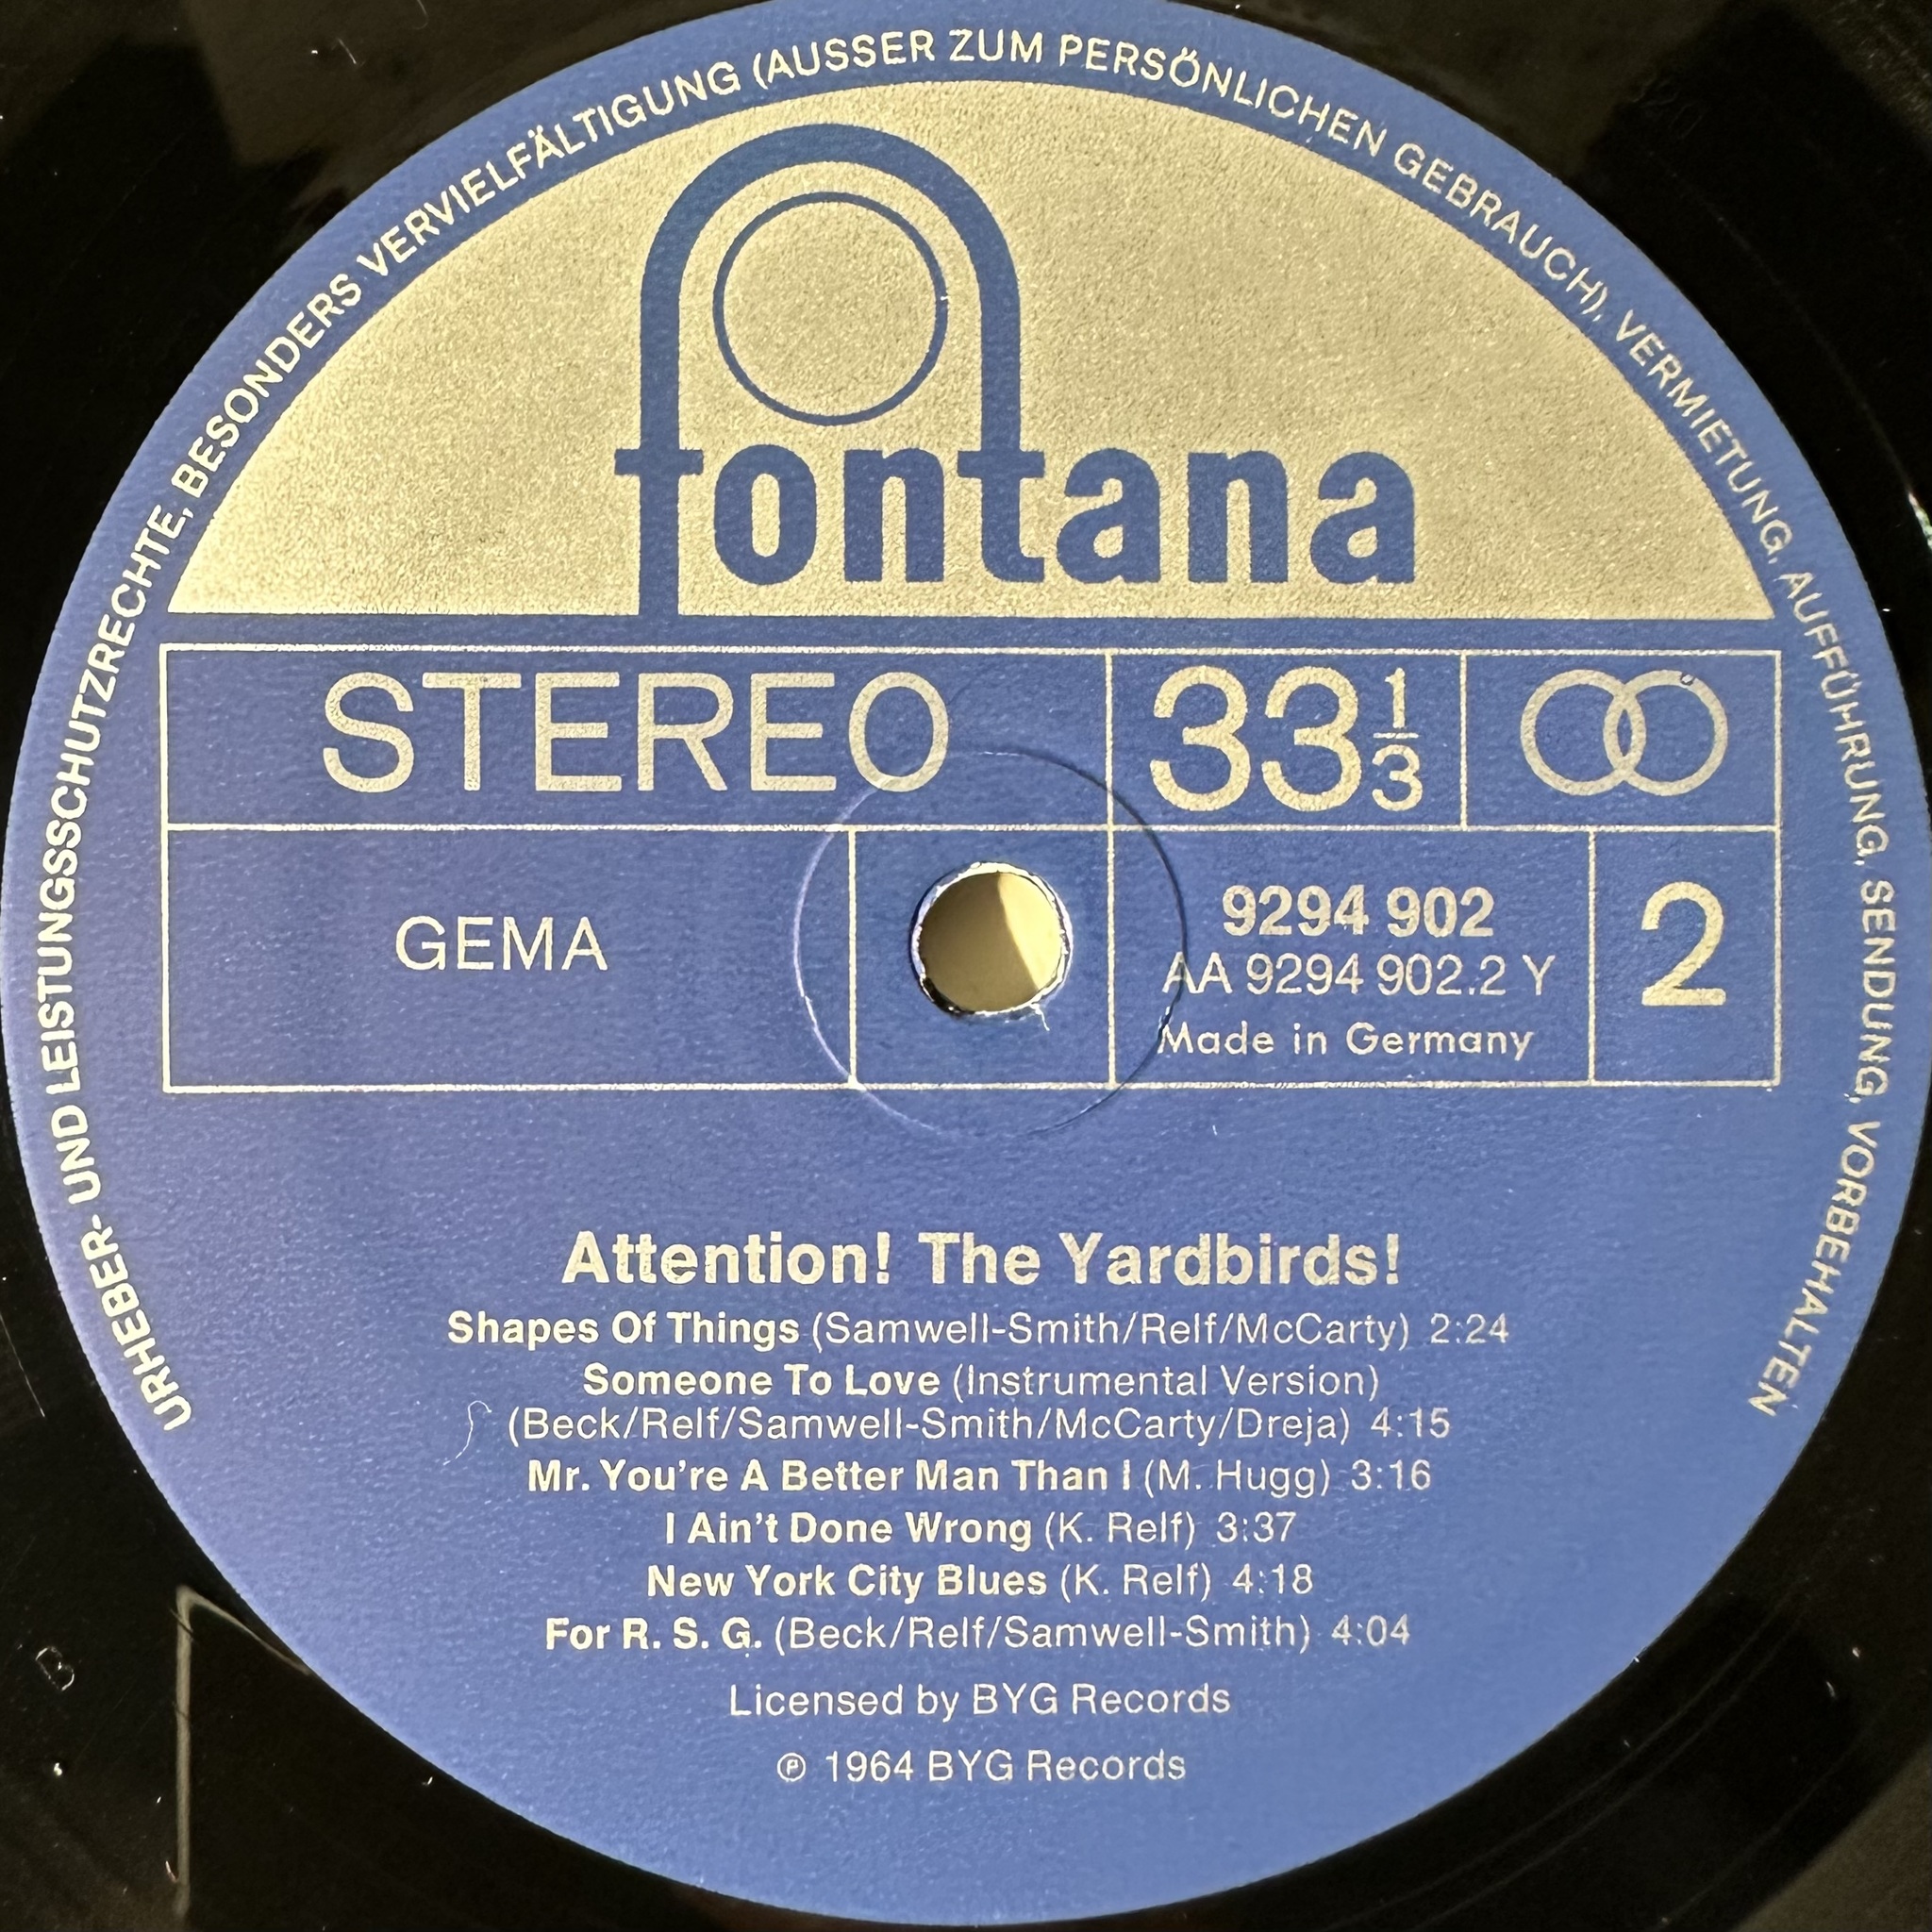 URHEBER- UND LEISTUNGSSCHUTZRECHTE, BESONDERS VERVIELFÄLTIGUNG (AUSSER ZUM PERSÖNLICHEN GEBRAUCH), VERMIETUNG, AUFFÜHRUNG, SENDUNG, VORBEHALTEN
fontana
STEREO 33 1/3
GEMA
9294 902
AA 9294 902.2 Y
Made in Germany
2
Attention! The Yardbirds!
Shapes Of Things (Samwell-Smith/Relf/McCarty) 2:24
Someone To Love (Instrumental Version)
(Beck/Relf/Samwell-Smith/McCarty/Dreja) 4:15
Mr. You're A Better Man Than I (M. Hugg) 3:16
I Ain't Done Wrong (K. Relf) 3:37
New York City Blues (K. Relf) 4:18
For R. S. G. (Beck/Relf/Samwell-Smith) 4:04
Licensed by BYG Records
℗ 1964 BYG Records